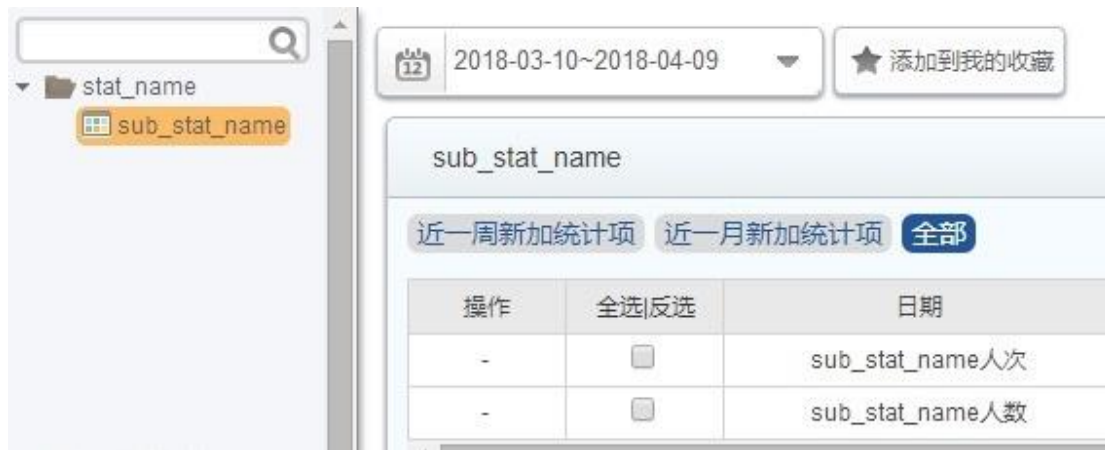 stat_name
sub_stat_name
12 2018-03-10~2018-04-09 添加到我的收藏
sub_stat_name
近一周新加统计项 近一月新加统计项 全部
操作 全选|反选 日期
- sub_stat_name人次
- sub_stat_name人数